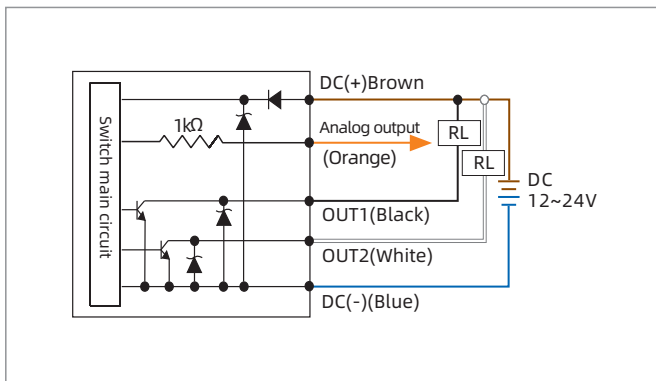 DC(+)Brown
1kΩ
Analog output
(Orange)
RL
RL
Switch main circuit
DC
12~24V
OUT1(Black)
OUT2(White)
DC(-)(Blue)